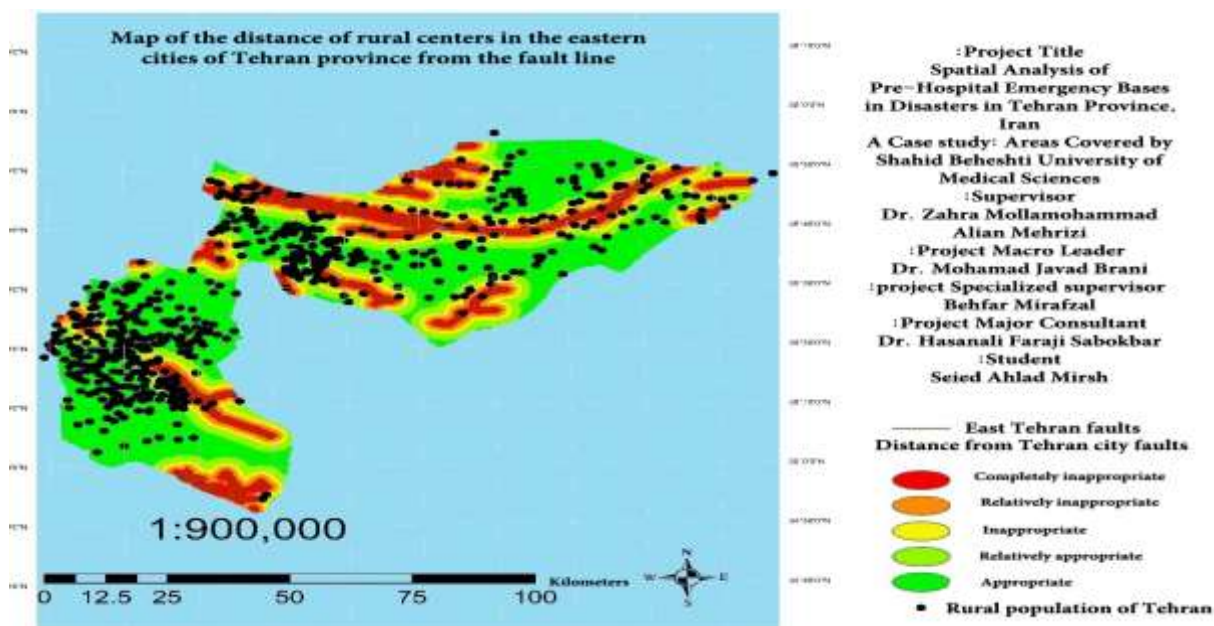 Map of the distance of rural centers in the eastern
cities of Tehran province from the fault line
:Project Title
Spatial Analysis of
Pre-Hospital Emergency Bases
in Disasters in Tehran Province,
Iran
A Case study: Areas Covered by
Shahid Beheshti University of
Medical Sciences
:Supervisor
Dr. Zahra Mollamohammad
Alian Mehrizi
:Project Macro Leader
Dr. Mohamad Javad Brani
:project Specialized supervisor
Behfar Mirafzal
:Project Major Consultant
Dr. Hasanali Faraji Sabokbar
:Student
Seied Ahlad Mirsh
East Tehran faults
Distance from Tehran city faults
Completely inappropriate
Relatively inappropriate
Inappropriate
Relatively appropriate
Appropriate
Rural population of Tehran
1:900,000
Kilometers
0 12.5 25 50 75 100
N
W E
S